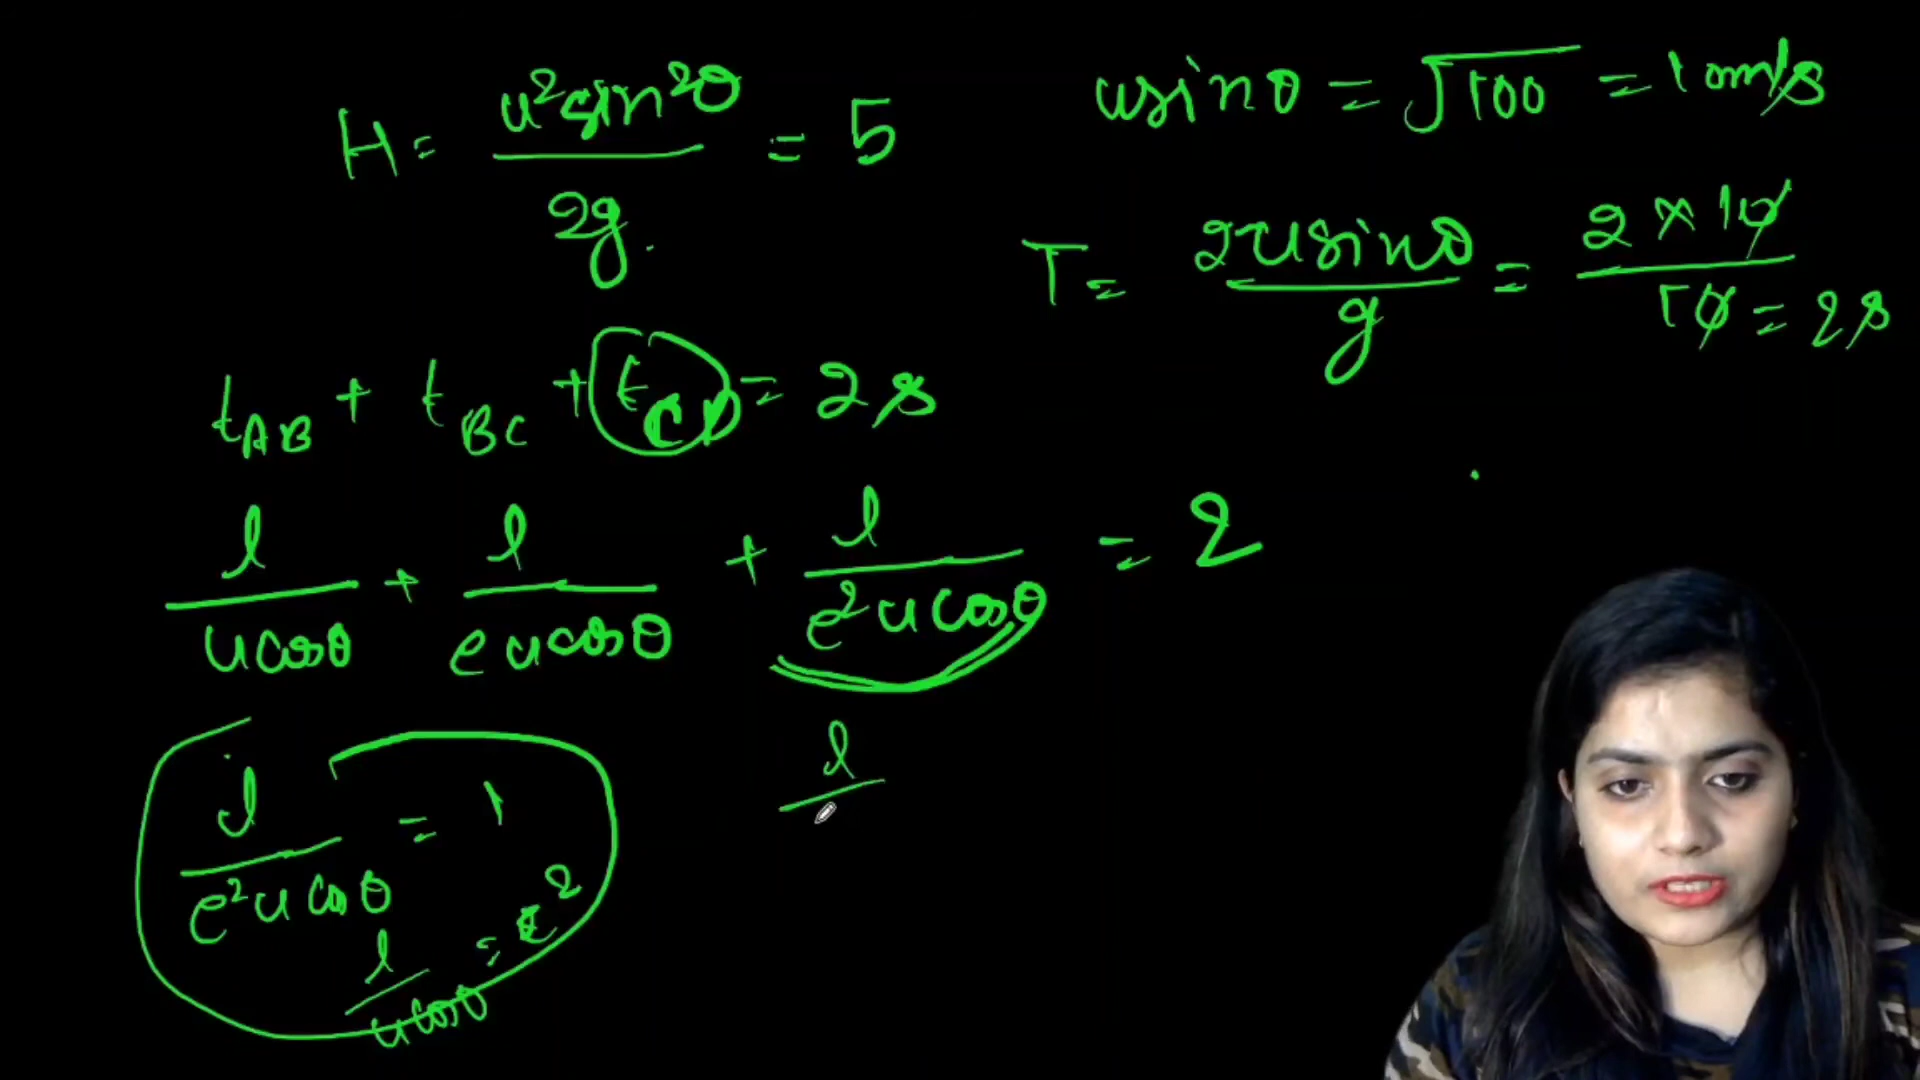 H = u²sin²θ / 2g. = 5
usinθ = √100 = 10m/s
T = 2usinθ / g = 2 × 10 / 10 = 2s
tAB + tBC + tCD = 2s
l / ucosθ + l / eucosθ + l / e²ucosθ = 2
l / e²ucosθ = 1
l / ucosθ = e²
l /